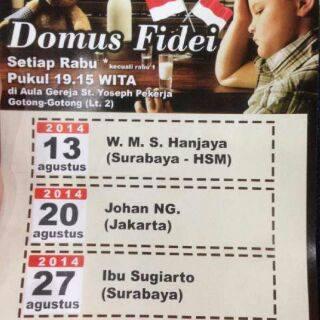 Domus Fidei
Setiap Rabu *kecuali rabu I
Pukul 19.15 WITA
di Aula Gereja St. Yoseph Pekerja
Gotong-Gotong (Lt. 2)
2014
13
agustus
W. M. S. Hanjaya
(Surabaya - HSM)
2014
20
agustus
Johan NG.
(Jakarta)
2014
27
agustus
Ibu Sugiarto
(Surabaya)